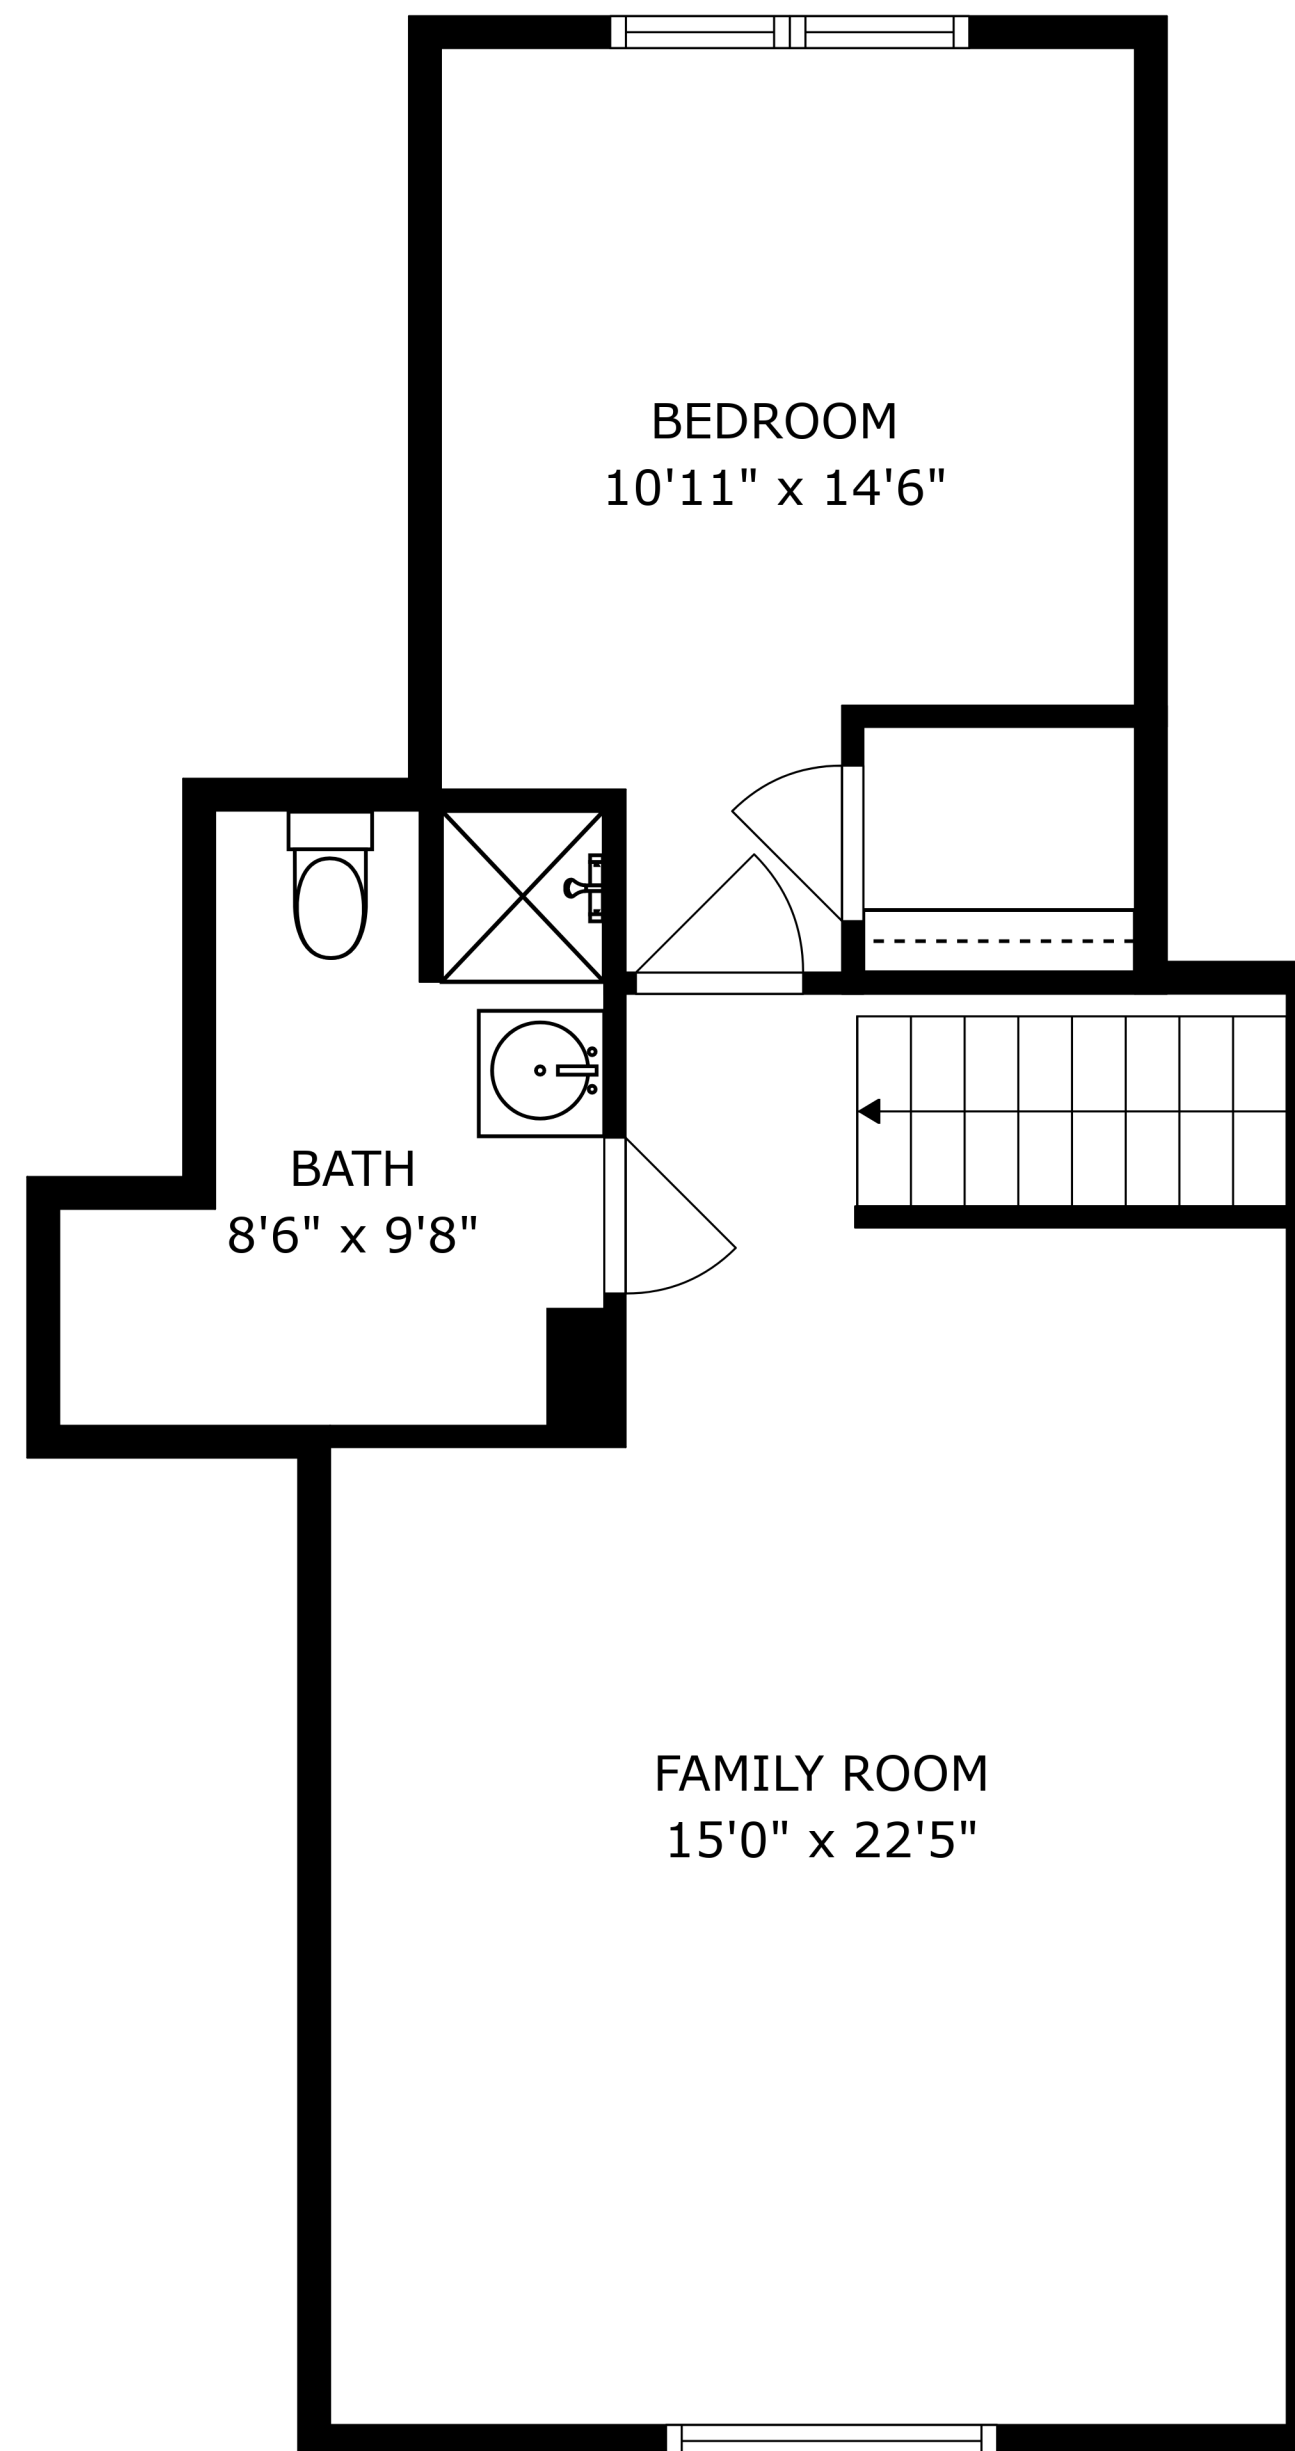 BEDROOM
10'11" x 14'6"
BATH
8'6" x 9'8"
FAMILY ROOM
15'0" x 22'5"